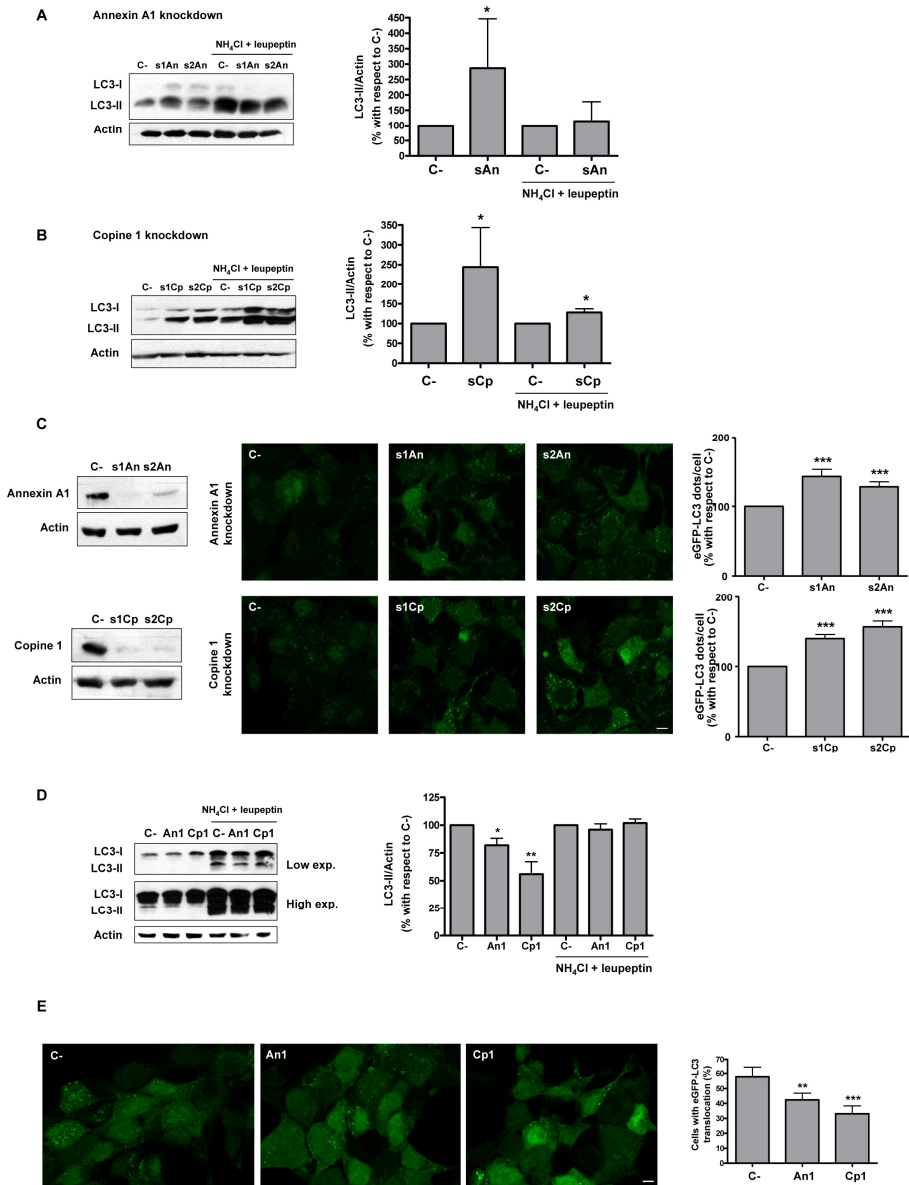 A Annexin A1 knockdown
NH4Cl + leupeptin
C- s1An s2An C- s1An s2An
LC3-I
LC3-II
Actin
LC3-II/Actin
(% with respect to C-)
450
400
350
300
250
200
150
100
50
0
*
C- sAn C- sAn
NH4Cl + leupeptin
B Copine 1 knockdown
NH4Cl + leupeptin
C- s1Cp s2Cp C- s1Cp s2Cp
LC3-I
LC3-II
Actin
LC3-II/Actin
(% with respect to C-)
350
300
250
200
150
100
50
0
*
*
C- sCp C- sCp
NH4Cl + leupeptin
C
C- s1An s2An
Annexin A1
Actin
Annexin A1
knockdown
C- s1An s2An
eGFP-LC3 dots/cell
(% with respect to C-)
200
100
0
*** ***
C- s1An s2An
C- s1Cp s2Cp
Copine 1
Actin
Copine 1
knockdown
C- s1Cp s2Cp
eGFP-LC3 dots/cell
(% with respect to C-)
200
100
0
*** ***
C- s1Cp s2Cp
D
NH4Cl + leupeptin
C- An1 Cp1 C- An1 Cp1
LC3-I
LC3-II
Low exp.
LC3-I
LC3-II
High exp.
Actin
LC3-II/Actin
(% with respect to C-)
125
100
75
50
25
0
* **
C- An1 Cp1 C- An1 Cp1
NH4Cl + leupeptin
E
C- An1 Cp1
Cells with eGFP-LC3
translocation (%)
70
60
50
40
30
20
10
0
** ***
C- An1 Cp1